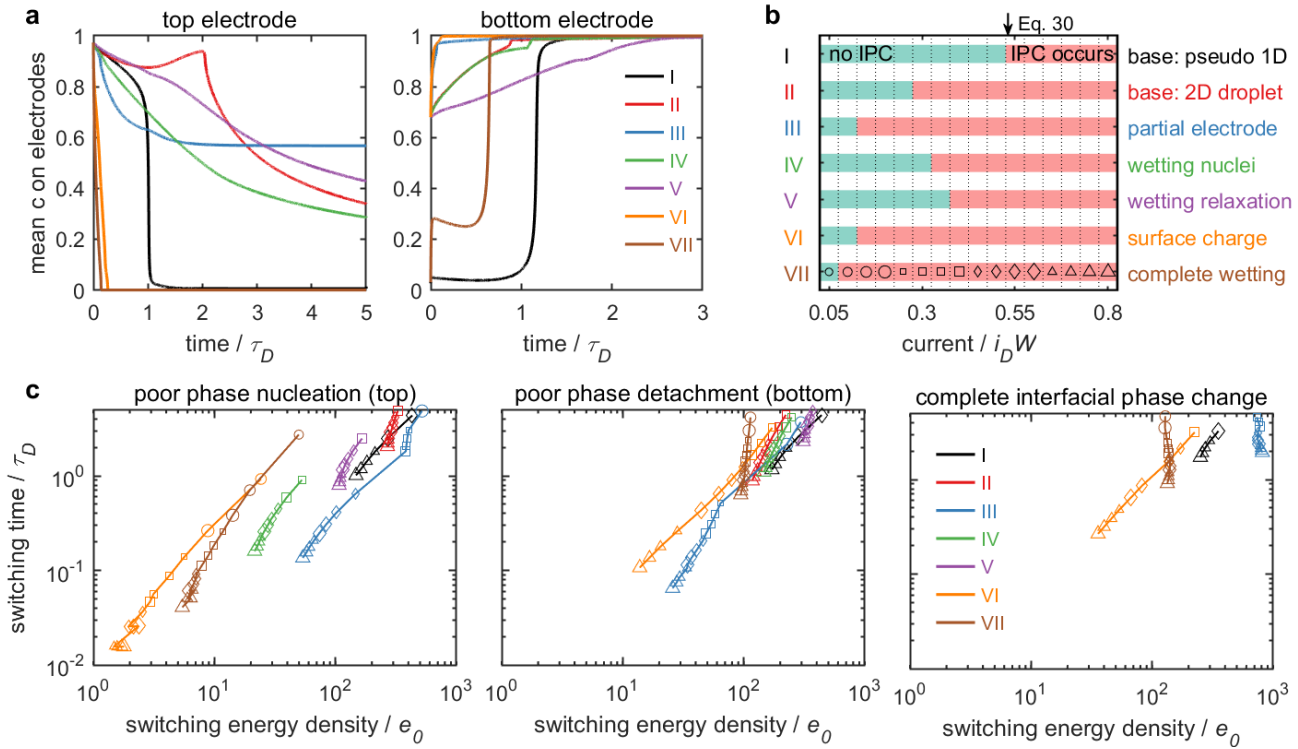 a
top electrode
bottom electrode
mean c on electrodes
1
0.8
0.6
0.4
0.2
0
0 1 2 3 4 5
time / τD
1
0.8
0.6
0.4
0.2
0
0 1 2 3
time / τD
I
II
III
IV
V
VI
VII
b
Eq. 30
I no IPC IPC occurs base: pseudo 1D
II base: 2D droplet
III partial electrode
IV wetting nuclei
V wetting relaxation
VI surface charge
VII complete wetting
0.05 0.3 0.55 0.8
current / iDW
c
poor phase nucleation (top)
poor phase detachment (bottom)
complete interfacial phase change
switching time / τD
10^0
10^-1
10^-2
10^0 10^1 10^2 10^3
switching energy density / e0
10^0
10^-1
10^-2
10^0 10^1 10^2 10^3
switching energy density / e0
I
II
III
IV
V
VI
VII
10^0 10^1 10^2 10^3
switching energy density / e0